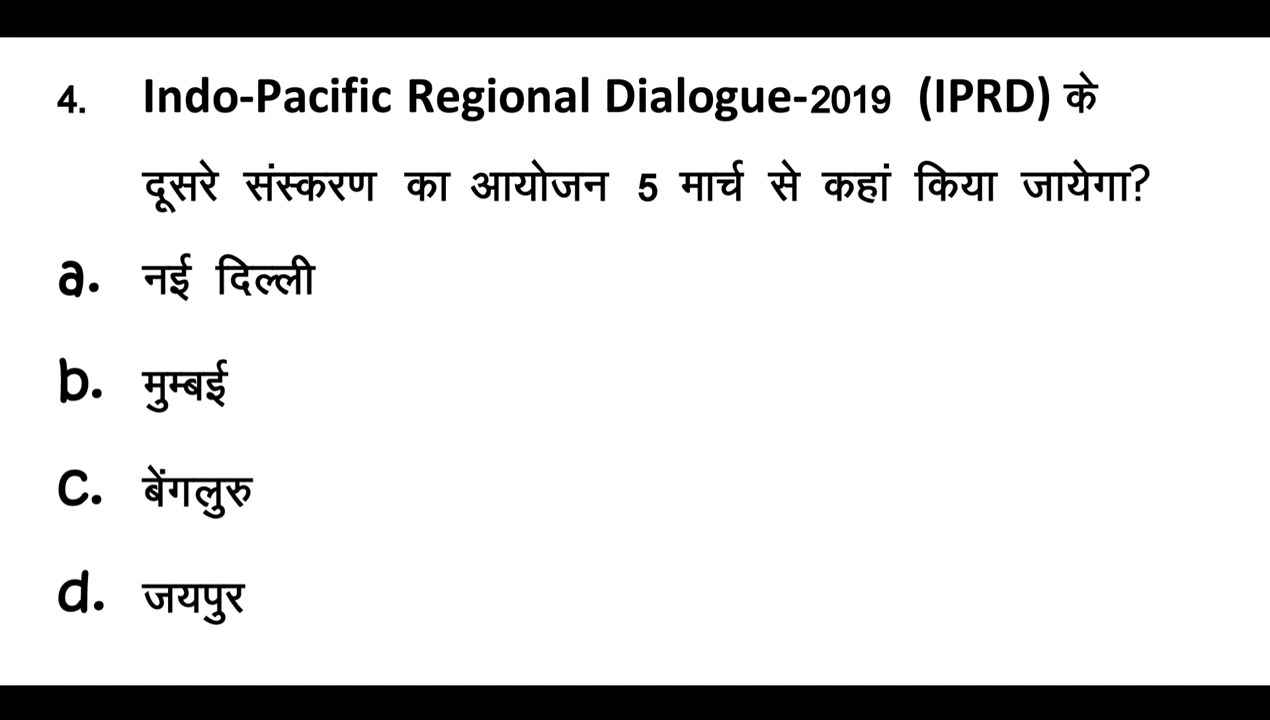 4. Indo-Pacific Regional Dialogue-2019 (IPRD) के
दूसरे संस्करण का आयोजन 5 मार्च से कहां किया जायेगा?
a. नई दिल्ली
b. मुम्बई
c. बेंगलुरु
d. जयपुर